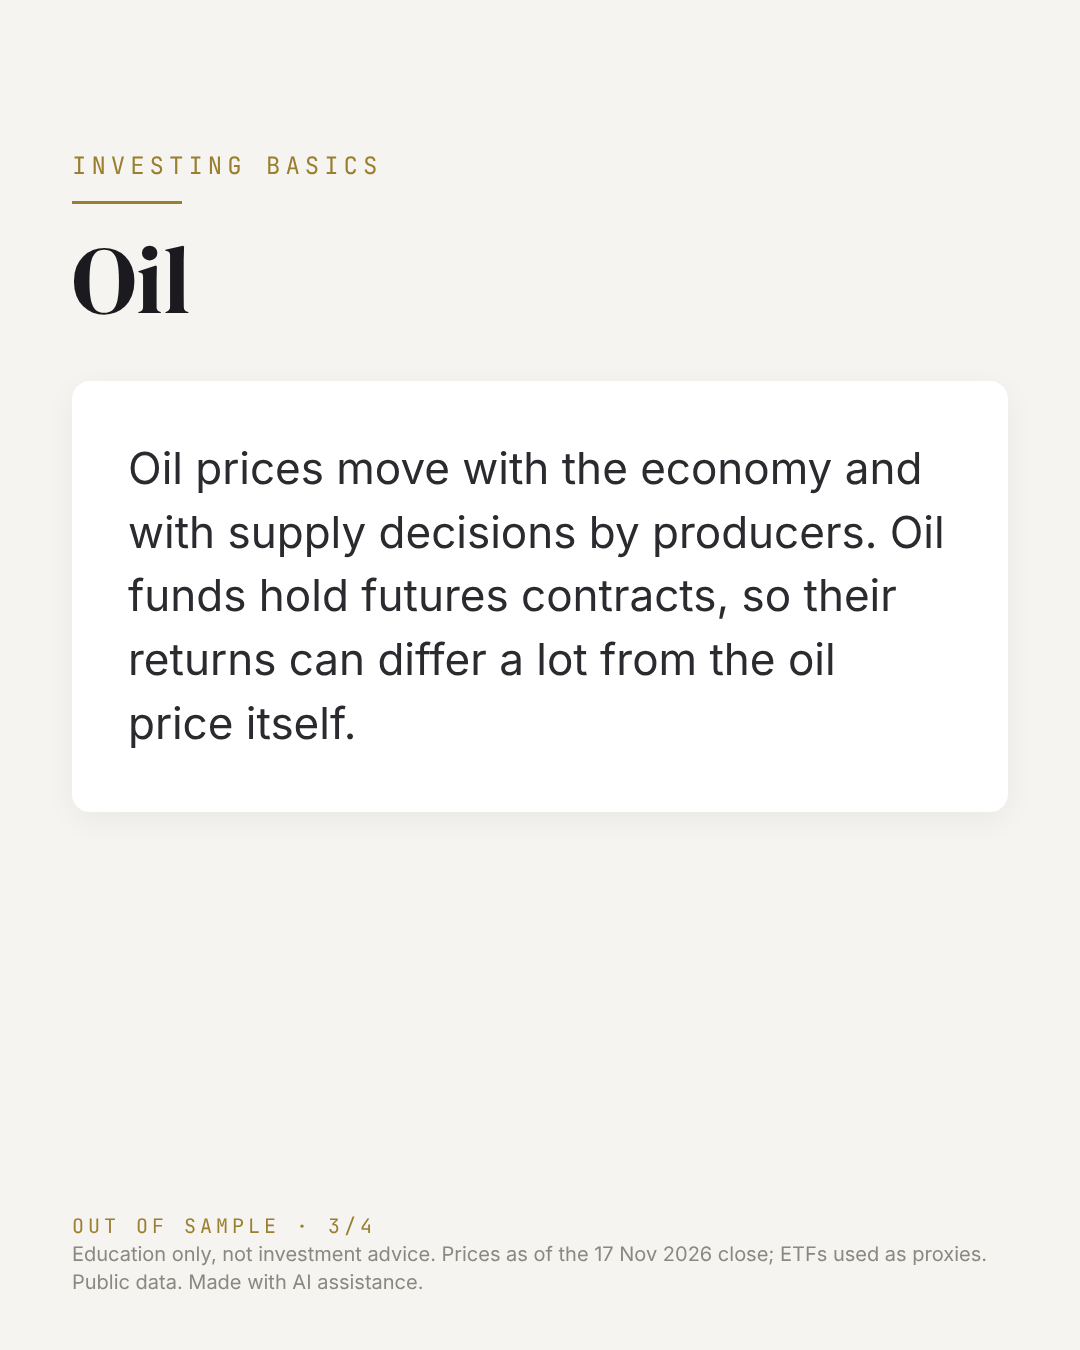 INVESTING BASICS
Oil
Oil prices move with the economy and
with supply decisions by producers. Oil
funds hold futures contracts, so their
returns can differ a lot from the oil
price itself.
OUT OF SAMPLE · 3/4
Education only, not investment advice. Prices as of the 17 Nov 2026 close; ETFs used as proxies.
Public data. Made with AI assistance.